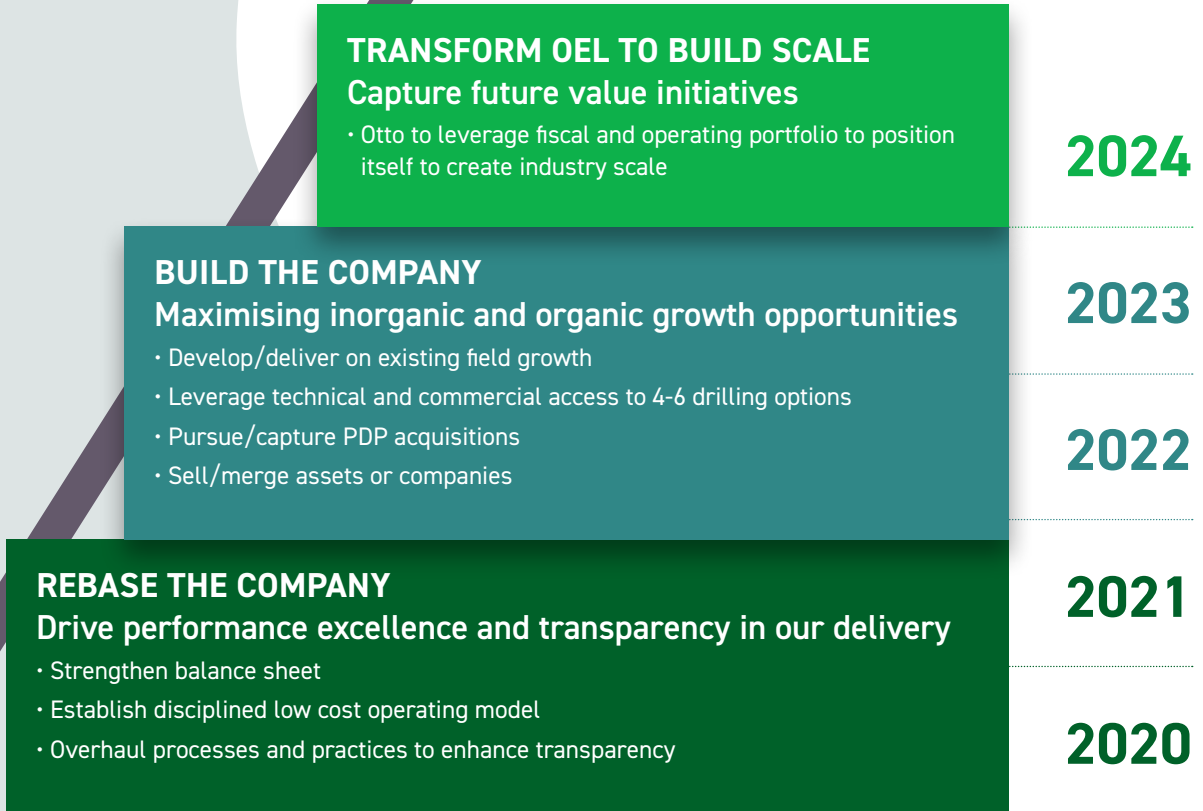 TRANSFORM OEL TO BUILD SCALE
Capture future value initiatives
• Otto to leverage fiscal and operating portfolio to position
itself to create industry scale
2024
BUILD THE COMPANY
Maximising inorganic and organic growth opportunities
• Develop/deliver on existing field growth
• Leverage technical and commercial access to 4-6 drilling options
• Pursue/capture PDP acquisitions
• Sell/merge assets or companies
2023
2022
REBASE THE COMPANY
Drive performance excellence and transparency in our delivery
• Strengthen balance sheet
• Establish disciplined low cost operating model
• Overhaul processes and practices to enhance transparency
2021
2020